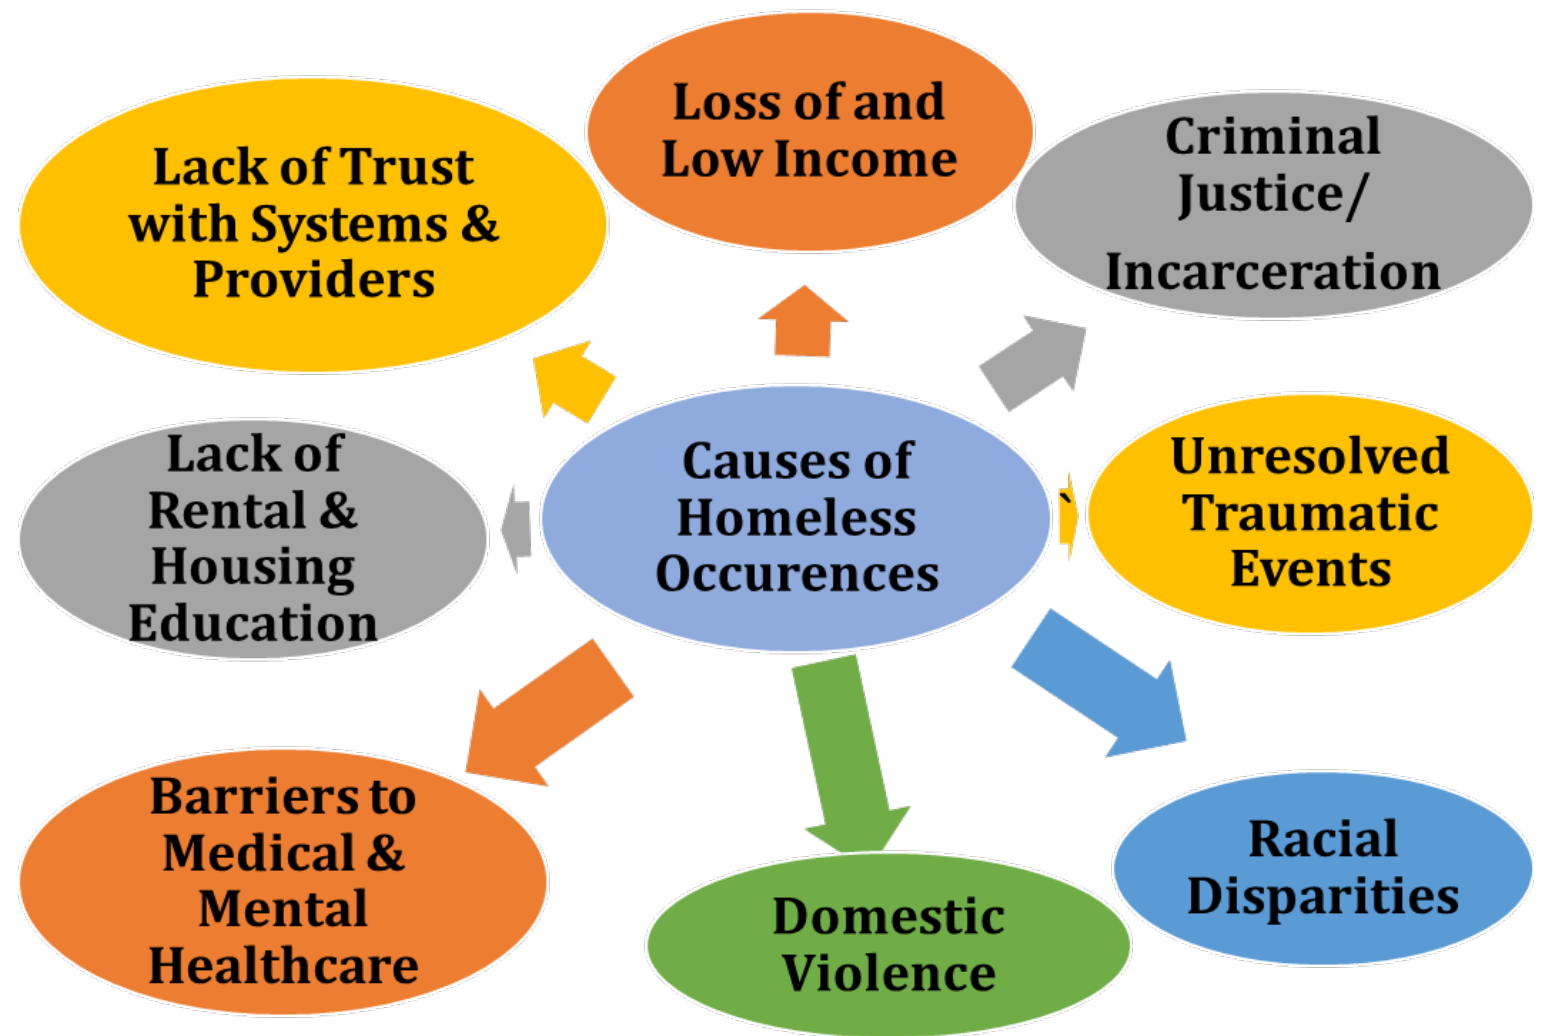 Loss of and
Low Income
Criminal
Justice/
Incarceration
Lack of Trust
with Systems &
Providers
Unresolved
Traumatic
Events
`
Causes of
Homeless
Occurences
Lack of
Rental &
Housing
Education
Racial
Disparities
Barriers to
Medical &
Mental
Healthcare
Domestic
Violence